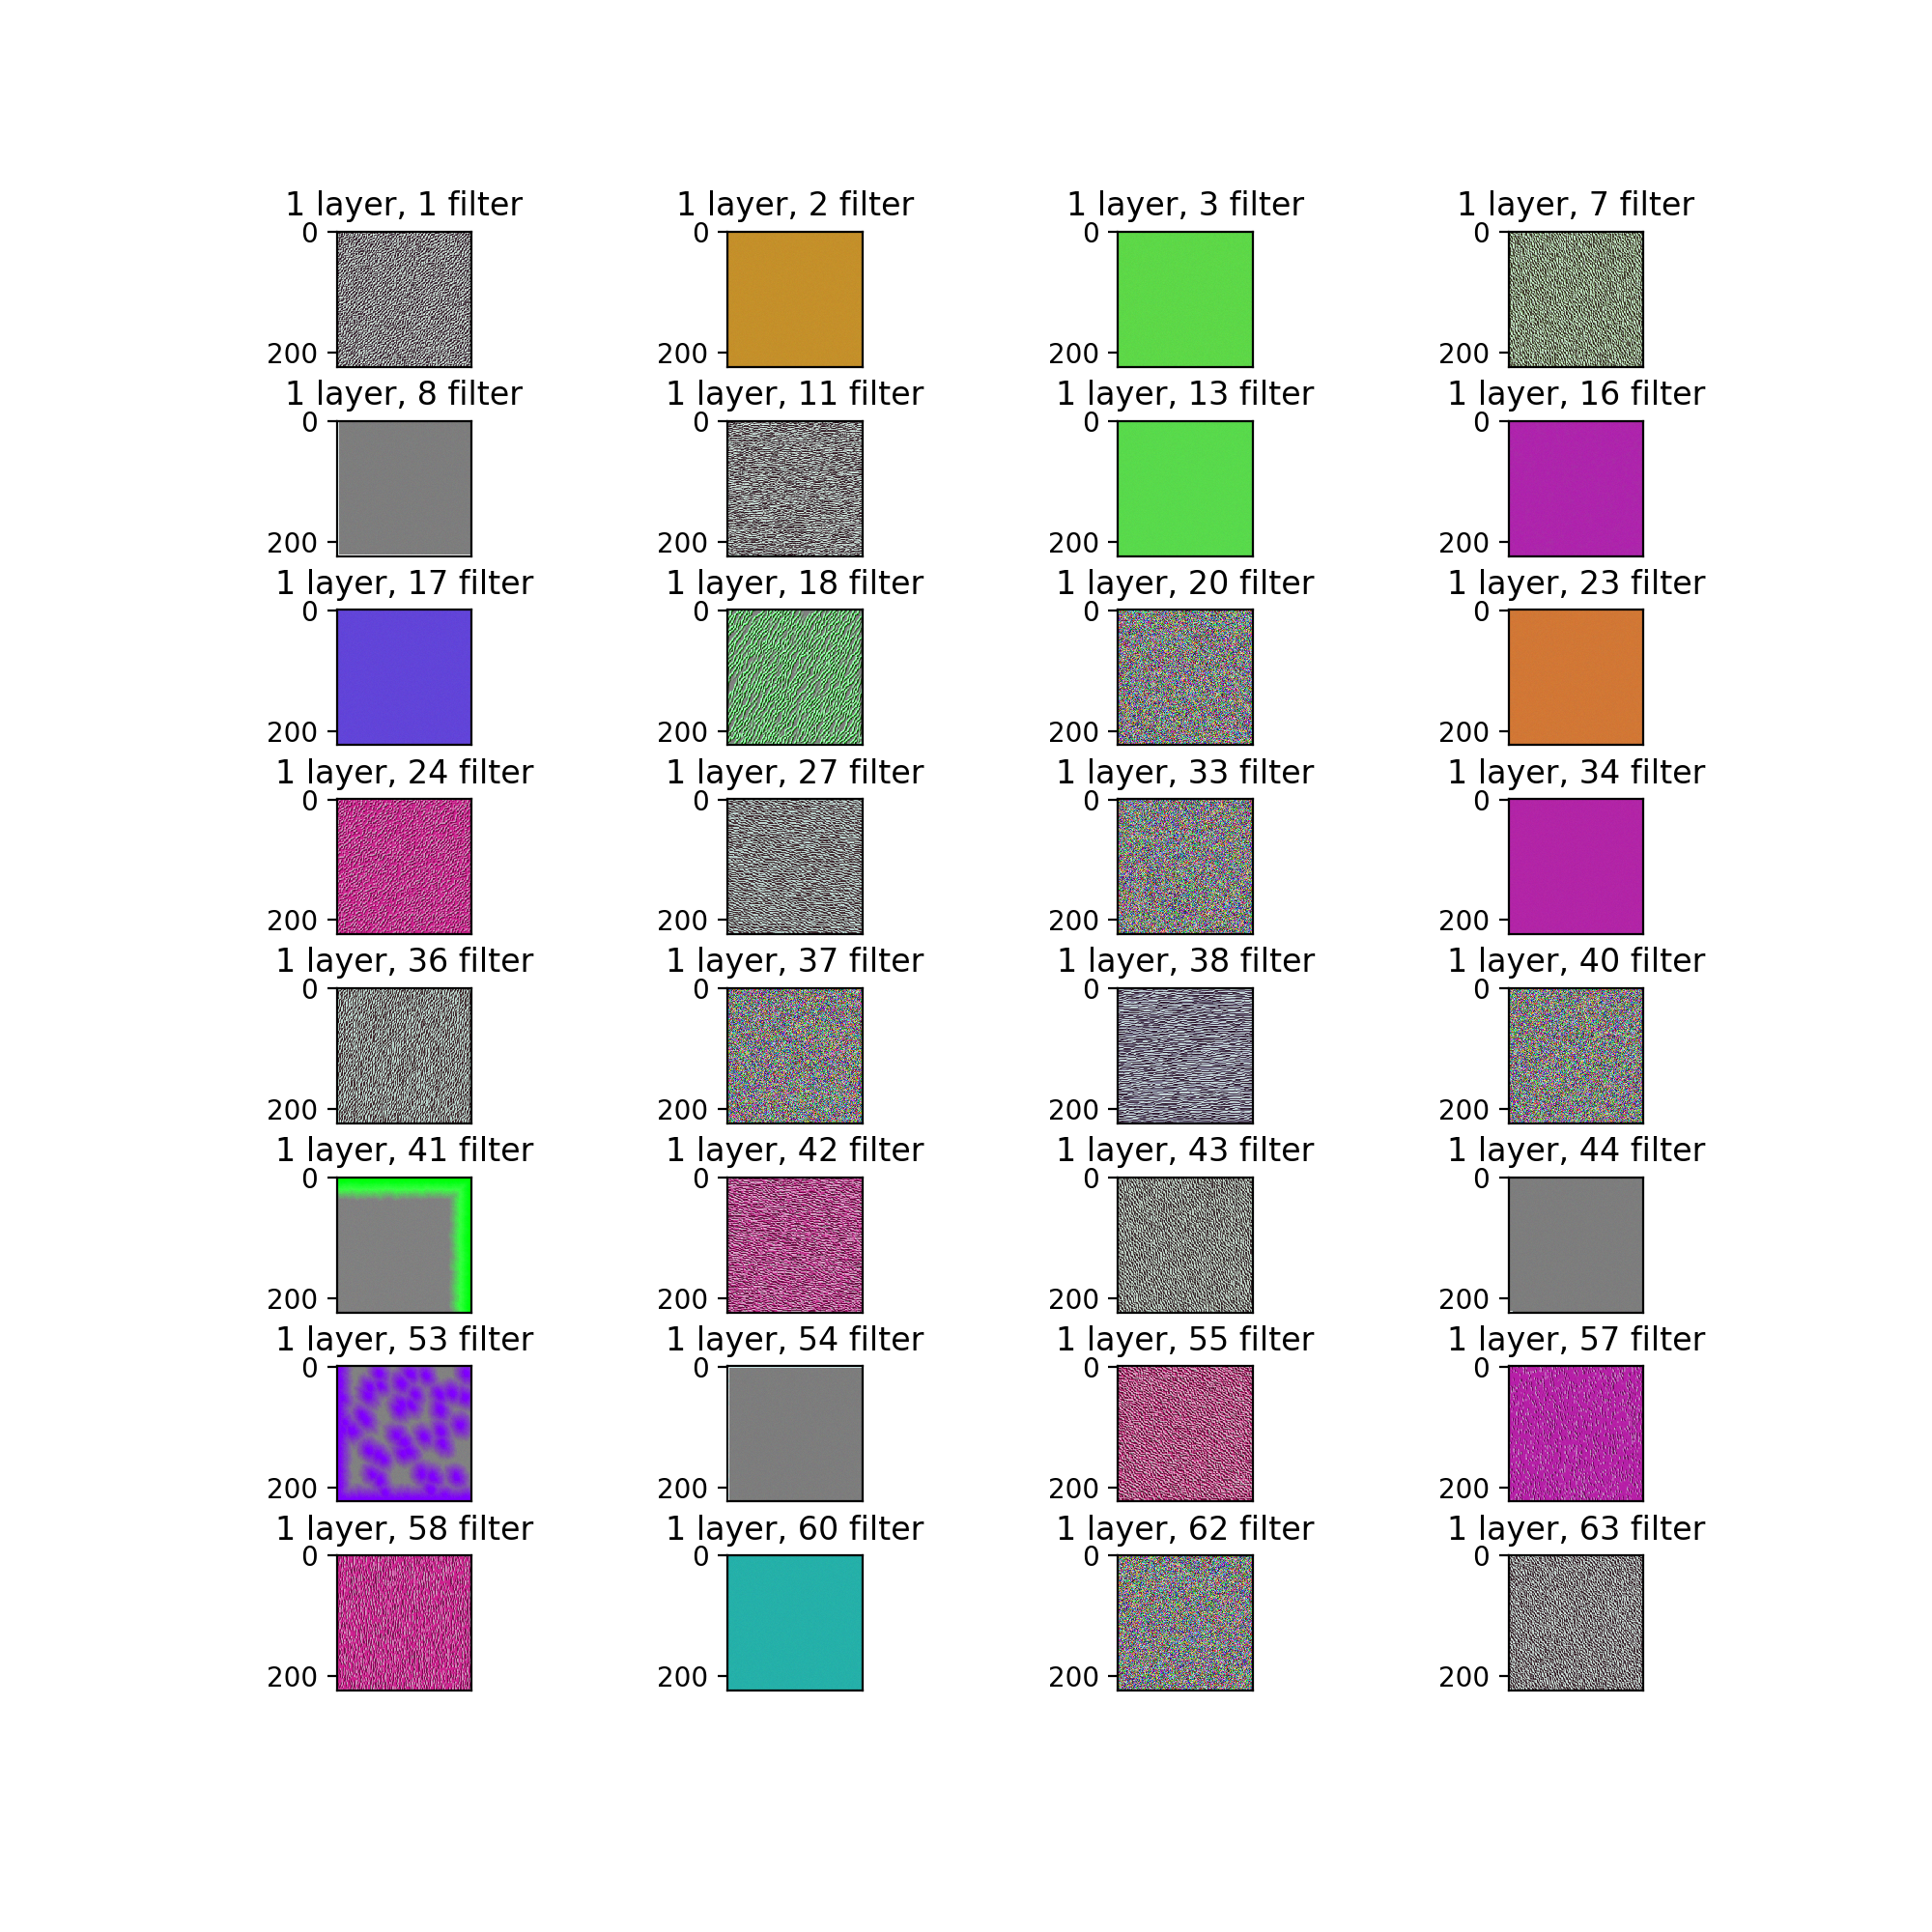 1 layer, 1 filter 1 layer, 2 filter 1 layer, 3 filter 1 layer, 7 filter
0 0 0 0
200 200 200 200
1 layer, 8 filter 1 layer, 11 filter 1 layer, 13 filter 1 layer, 16 filter
0 0 0 0
200 200 200 200
1 layer, 17 filter 1 layer, 18 filter 1 layer, 20 filter 1 layer, 23 filter
0 0 0 0
200 200 200 200
1 layer, 24 filter 1 layer, 27 filter 1 layer, 33 filter 1 layer, 34 filter
0 0 0 0
200 200 200 200
1 layer, 36 filter 1 layer, 37 filter 1 layer, 38 filter 1 layer, 40 filter
0 0 0 0
200 200 200 200
1 layer, 41 filter 1 layer, 42 filter 1 layer, 43 filter 1 layer, 44 filter
0 0 0 0
200 200 200 200
1 layer, 53 filter 1 layer, 54 filter 1 layer, 55 filter 1 layer, 57 filter
0 0 0 0
200 200 200 200
1 layer, 58 filter 1 layer, 60 filter 1 layer, 62 filter 1 layer, 63 filter
0 0 0 0
200 200 200 200